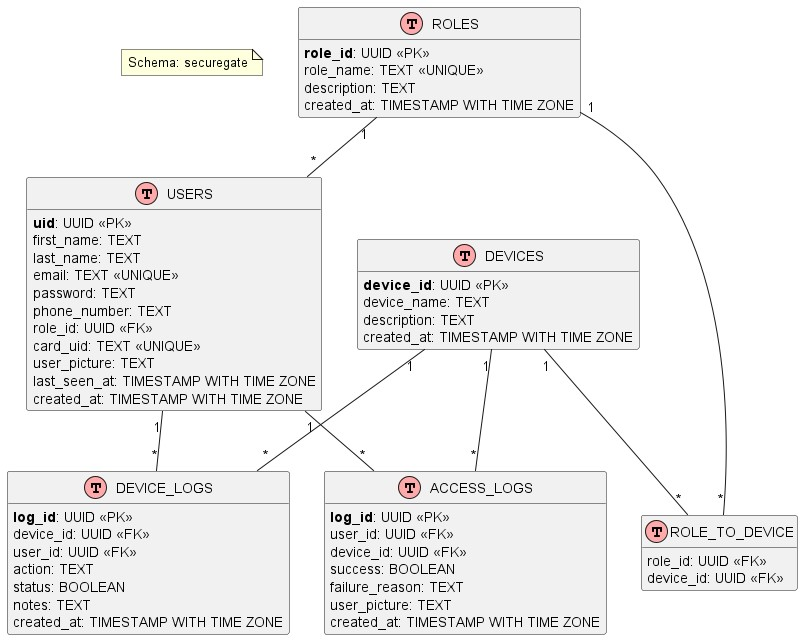 T ROLES
role_id: UUID «PK»
role_name: TEXT «UNIQUE»
description: TEXT
created_at: TIMESTAMP WITH TIME ZONE
Schema: securegate
1
1
*
T USERS
uid: UUID «PK»
first_name: TEXT
last_name: TEXT
email: TEXT «UNIQUE»
password: TEXT
phone_number: TEXT
role_id: UUID «FK»
card_uid: TEXT «UNIQUE»
user_picture: TEXT
last_seen_at: TIMESTAMP WITH TIME ZONE
created_at: TIMESTAMP WITH TIME ZONE
T DEVICES
device_id: UUID «PK»
device_name: TEXT
description: TEXT
created_at: TIMESTAMP WITH TIME ZONE
1
1
1
1
1
*
*
*
*
*
*
T DEVICE_LOGS
log_id: UUID «PK»
device_id: UUID «FK»
user_id: UUID «FK»
action: TEXT
status: BOOLEAN
notes: TEXT
created_at: TIMESTAMP WITH TIME ZONE
T ACCESS_LOGS
log_id: UUID «PK»
user_id: UUID «FK»
device_id: UUID «FK»
success: BOOLEAN
failure_reason: TEXT
user_picture: TEXT
created_at: TIMESTAMP WITH TIME ZONE
T ROLE_TO_DEVICE
role_id: UUID «FK»
device_id: UUID «FK»